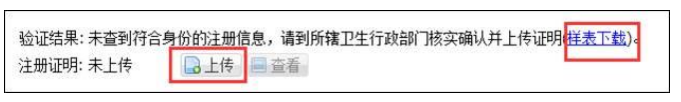 验证结果: 未查到符合身份的注册信息，请到所辖卫生行政部门核实确认并上传证明(样表下载)。
注册证明: 未上传 上传 查看